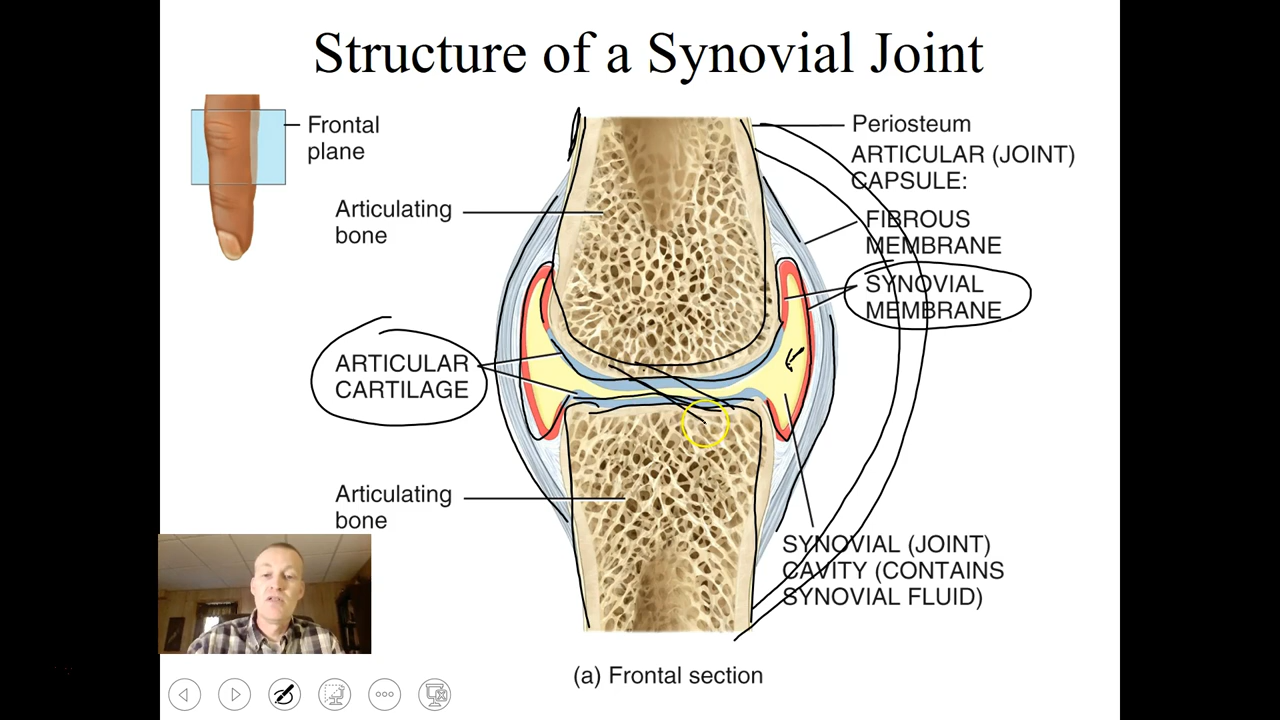 Structure of a Synovial Joint
Frontal
plane
Periosteum
ARTICULAR (JOINT)
CAPSULE:
Articulating
bone
FIBROUS
MEMBRANE
SYNOVIAL
MEMBRANE
ARTICULAR
CARTILAGE
Articulating
bone
SYNOVIAL (JOINT)
CAVITY (CONTAINS
SYNOVIAL FLUID)
(a) Frontal section